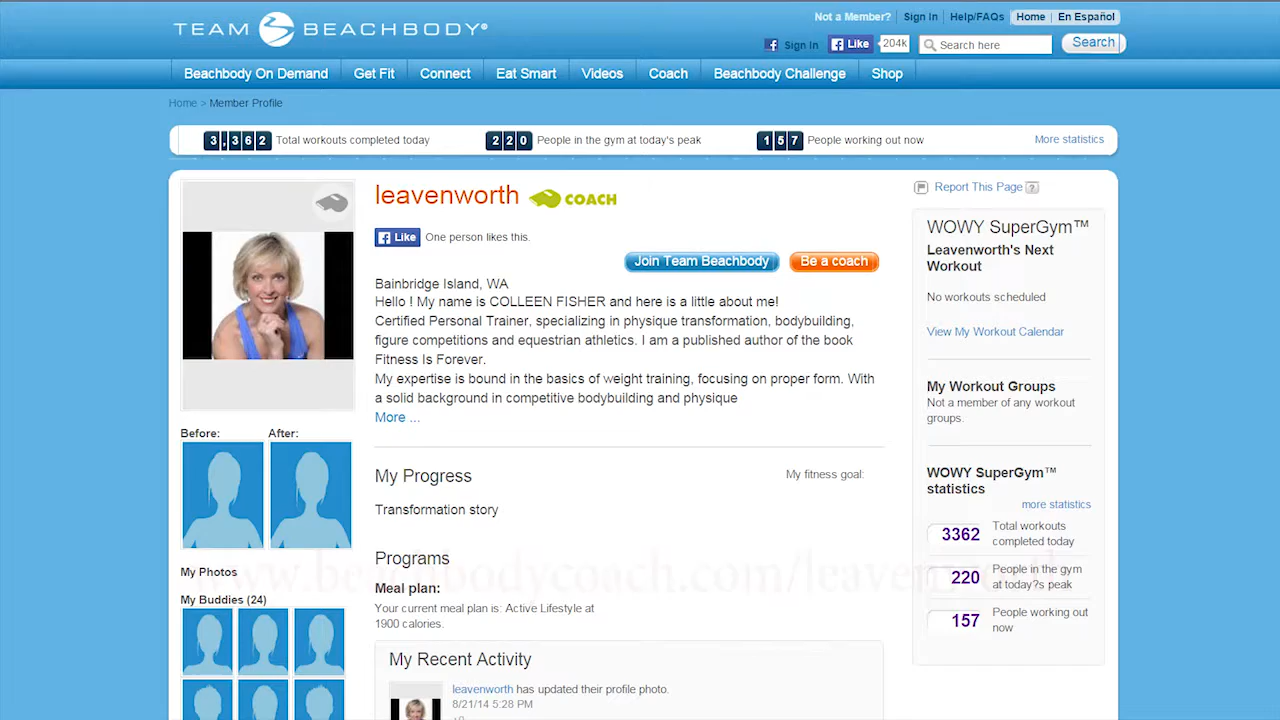 TEAM BEACHBODY®
Not a Member? Sign In Help/FAQs Home En Español
Sign In Like 204k Search here Search
Beachbody On Demand Get Fit Connect Eat Smart Videos Coach Beachbody Challenge Shop
Home > Member Profile
3,362 Total workouts completed today 220 People in the gym at today's peak 157 People working out now More statistics
leavenworth COACH
Like One person likes this.
Join Team Beachbody Be a coach
Bainbridge Island, WA
Hello ! My name is COLLEEN FISHER and here is a little about me!
Certified Personal Trainer, specializing in physique transformation, bodybuilding,
figure competitions and equestrian athletics. I am a published author of the book
Fitness Is Forever.
My expertise is bound in the basics of weight training, focusing on proper form. With
a solid background in competitive bodybuilding and physique
More ...
Before: After:
My Progress My fitness goal:
Transformation story
Programs
www.beachbodycoach.com/leavenworth
Meal plan:
Your current meal plan is: Active Lifestyle at
1900 calories.
My Photos
My Buddies (24)
My Recent Activity
leavenworth has updated their profile photo.
8/21/14 5:28 PM
Report This Page ?
WOWY SuperGym™
Leavenworth's Next
Workout
No workouts scheduled
View My Workout Calendar
My Workout Groups
Not a member of any workout
groups.
WOWY SuperGym™
statistics
more statistics
3362 Total workouts
completed today
220 People in the gym
at today?s peak
157 People working out
now